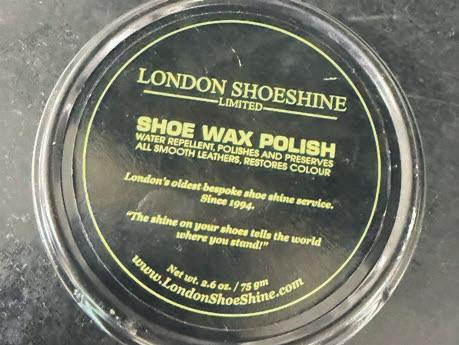 LONDON SHOESHINE
LIMITED
SHOE WAX POLISH
WATER REPELLENT, POLISHES AND PRESERVES
ALL SMOOTH LEATHERS, RESTORES COLOUR
London's oldest bespoke shoe shine service.
Since 1994.
"The shine on your shoes tells the world
where you stand!"
Net wt. 2.6 oz. / 75 gm
www.LondonShoeShine.com